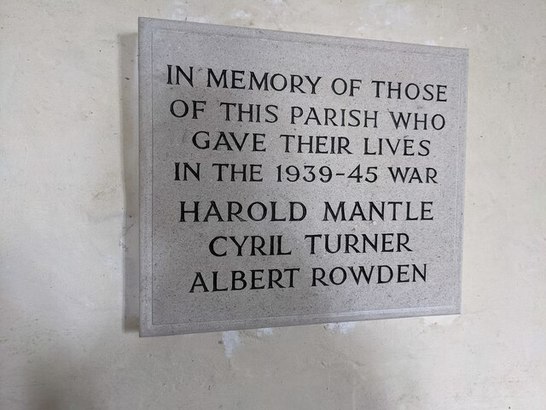 IN MEMORY OF THOSE
OF THIS PARISH WHO
GAVE THEIR LIVES
IN THE 1939-45 WAR
HAROLD MANTLE
CYRIL TURNER
ALBERT ROWDEN